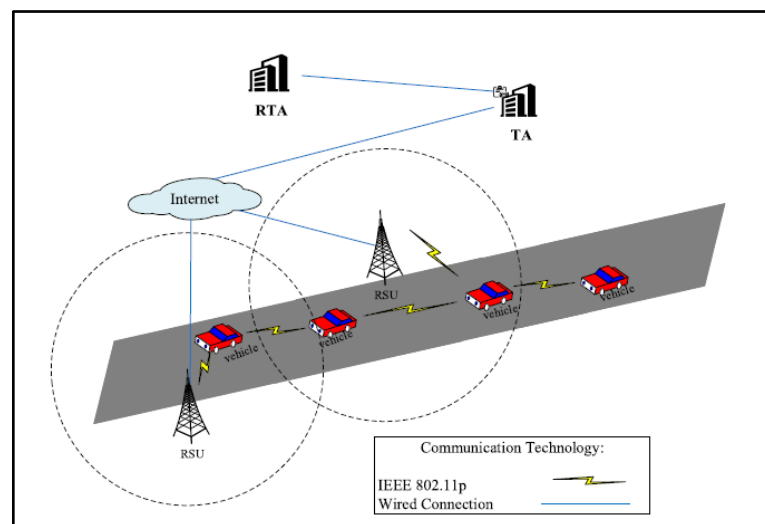 RTA
TA
Internet
RSU
vehicle
vehicle
vehicle
vehicle
RSU
Communication Technology:
IEEE 802.11p
Wired Connection